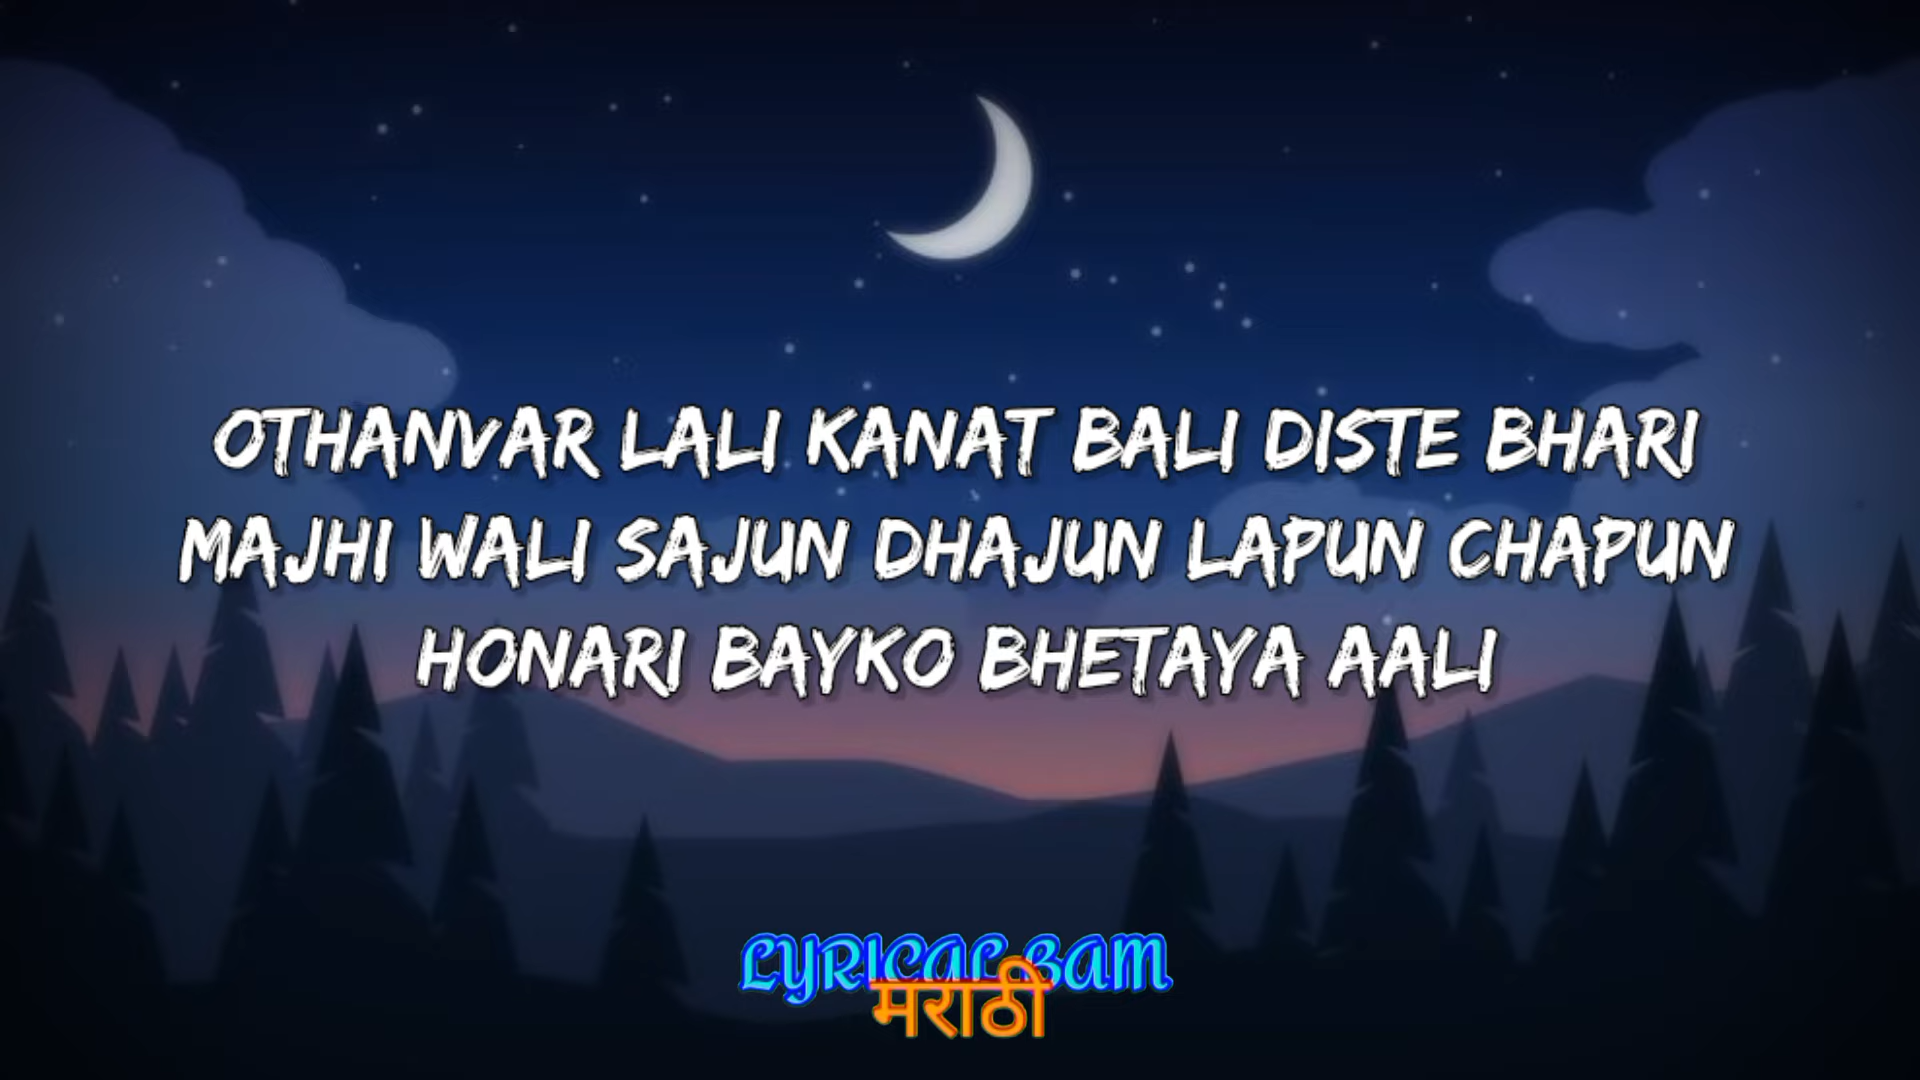 OTHANVAR LALI KANAT BALI DISTE BHARI
MAJHI WALI SAJUN DHAJUN LAPUN CHAPUN
HONARI BAYKO BHETAYA AALI
LYRICAL BAM
मराठी